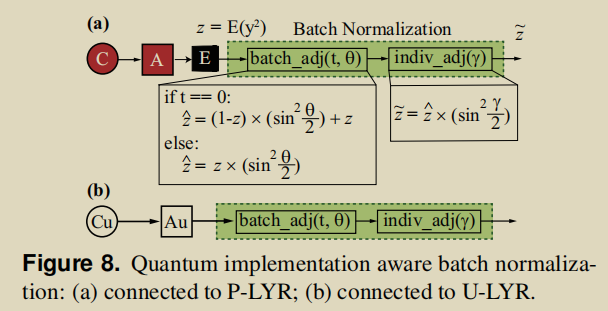 (a) z = E(y²) Batch Normalization z̃
C A E batch_adj(t, θ) indiv_adj(γ)
if t == 0:
ẑ = (1-z) × (sin² θ/2) + z
else:
ẑ = z × (sin² θ/2)
z̃ = ẑ × (sin² γ/2)
(b)
Cu Au batch_adj(t, θ) indiv_adj(γ)
Figure 8. Quantum implementation aware batch normaliza-
tion: (a) connected to P-LYR; (b) connected to U-LYR.